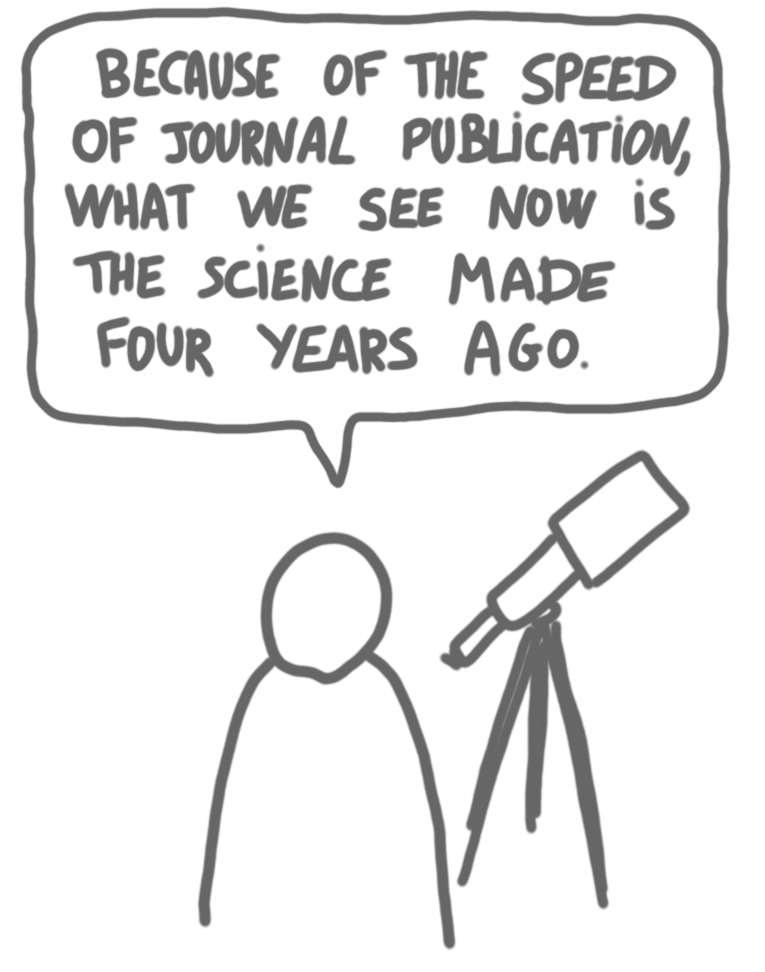 BECAUSE OF THE SPEED
OF JOURNAL PUBLICATION,
WHAT WE SEE NOW IS
THE SCIENCE MADE
FOUR YEARS AGO.